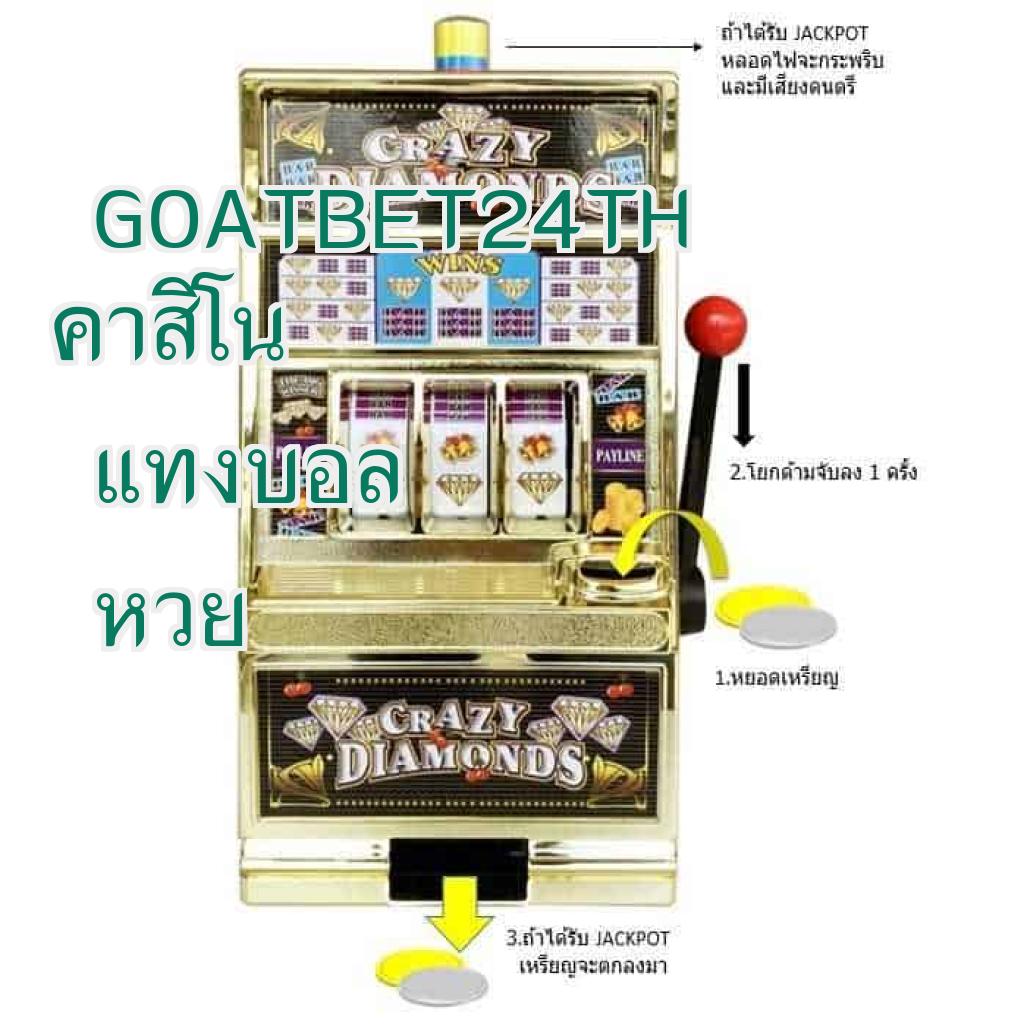 ถ้าได้รับ JACKPOT
หลอดไฟจะกระพริบ
และมีเสียงดนตรี
CRAZY
DIAMONDS
GOATBET24TH
WINS
คาสิโน
แทงบอล
PAYLINE
2.โยกด้ามจับลง 1 ครั้ง
หวย
1.หยอดเหรียญ
CRAZY
DIAMONDS
3.ถ้าได้รับ JACKPOT
เหรียญจะตกลงมา